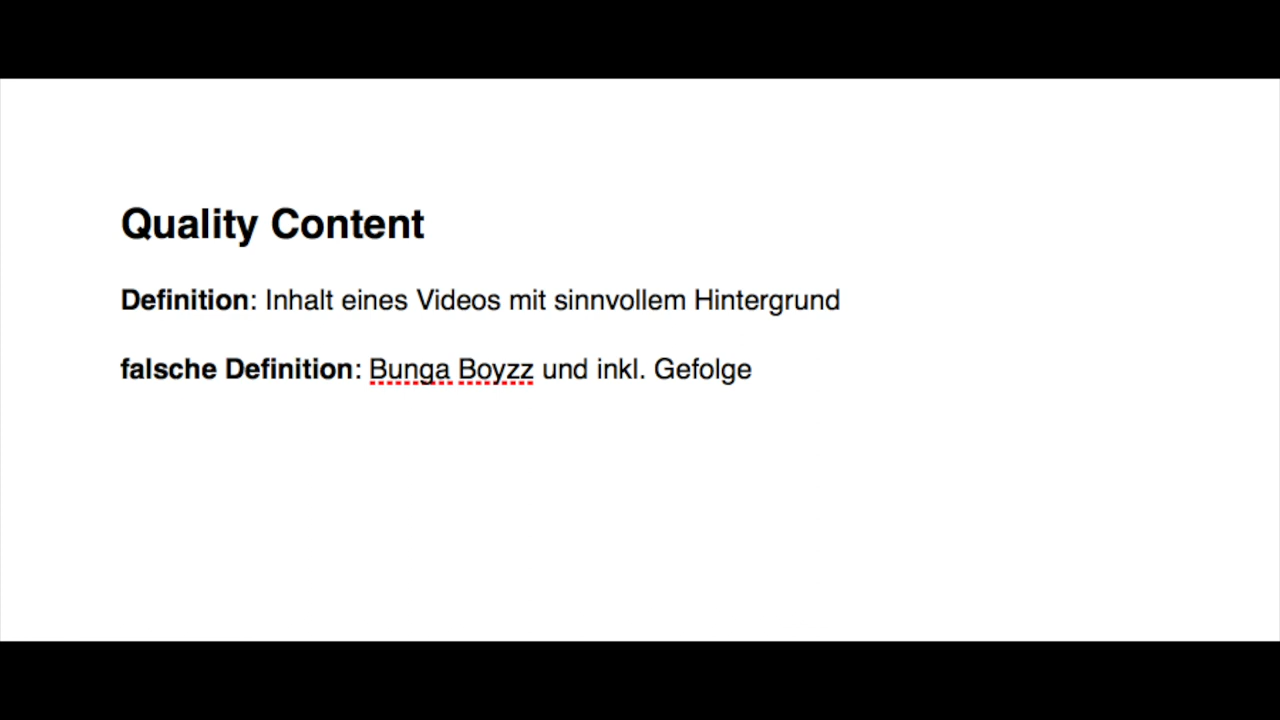 Quality Content
Definition: Inhalt eines Videos mit sinnvollem Hintergrund
falsche Definition: Bunga Boyzz und inkl. Gefolge